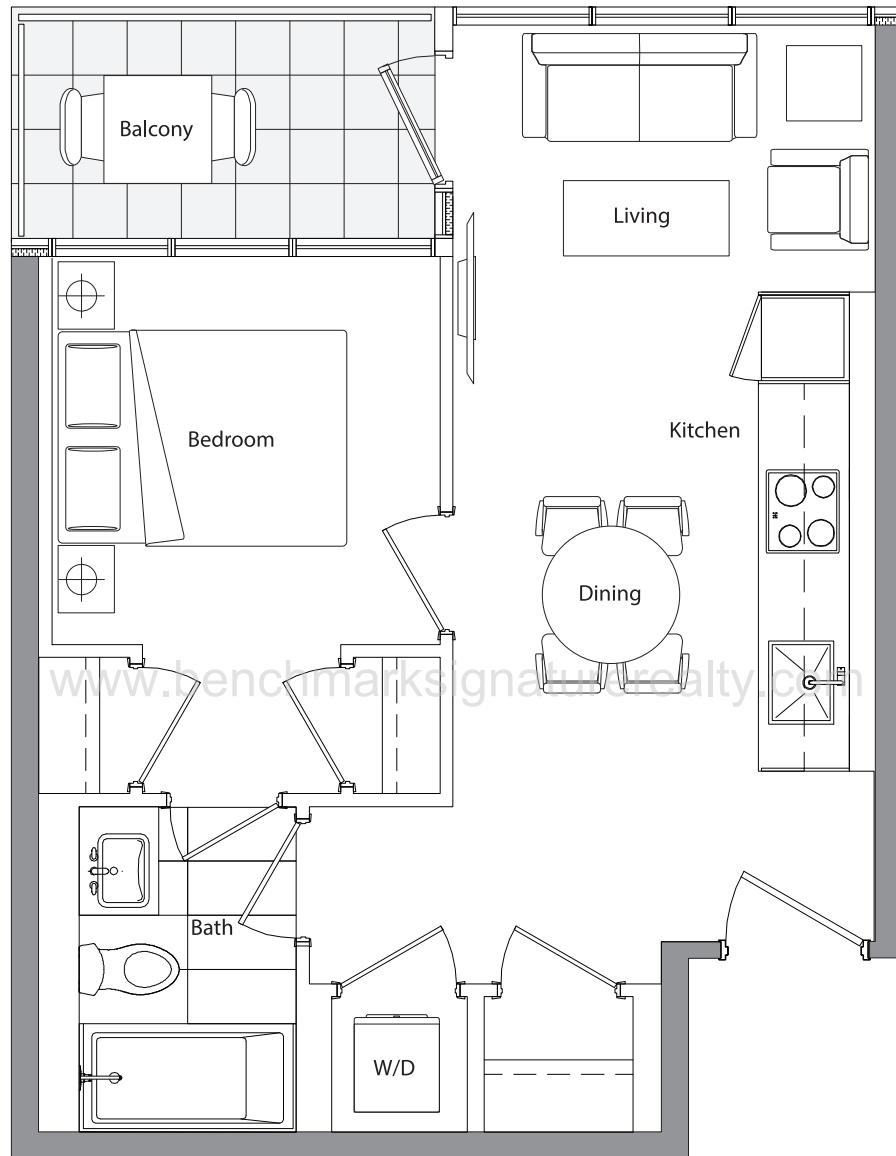 Balcony
Living
Kitchen
Bedroom
Dining
www.benchmarksignaturerealty.com
Bath
W/D